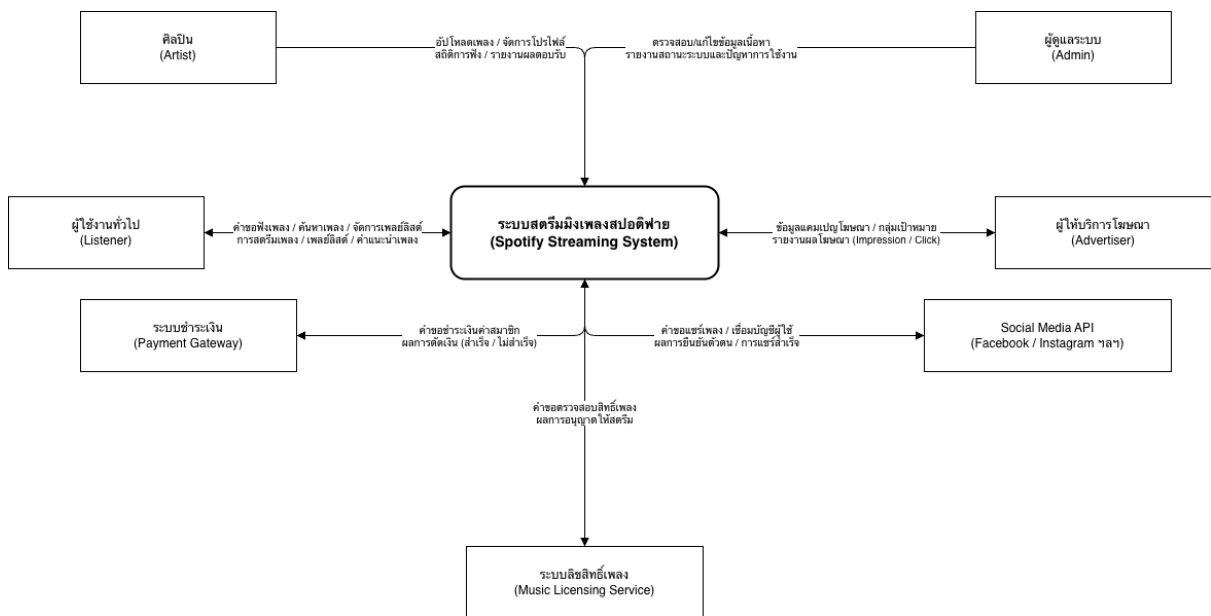 ศิลปิน
(Artist)
อัปโหลดเพลง / จัดการโปรไฟล์
สถิติการฟัง / รายงานผลตอบรับ
ตรวจสอบ/แก้ไขข้อมูลเนื้อหา
รายงานสถานะระบบและปัญหาการใช้งาน
ผู้ดูแลระบบ
(Admin)
ผู้ใช้งานทั่วไป
(Listener)
คำขอฟังเพลง / ค้นหาเพลง / จัดการเพลย์ลิสต์
การสตรีมเพลง / เพลย์ลิสต์ / คำแนะนำเพลง
ระบบสตรีมมิงเพลงสปอติฟาย
(Spotify Streaming System)
ข้อมูลแคมเปญโฆษณา / กลุ่มเป้าหมาย
รายงานผลโฆษณา (Impression / Click)
ผู้ให้บริการโฆษณา
(Advertiser)
ระบบชำระเงิน
(Payment Gateway)
คำขอชำระเงินค่าสมาชิก
ผลการตัดเงิน (สำเร็จ / ไม่สำเร็จ)
คำขอแชร์เพลง / เชื่อมบัญชีผู้ใช้
ผลการยืนยันตัวตน / การแชร์สำเร็จ
Social Media API
(Facebook / Instagram ฯลฯ)
คำขอตรวจสอบสิทธิ์เพลง
ผลการอนุญาตให้สตรีม
ระบบลิขสิทธิ์เพลง
(Music Licensing Service)